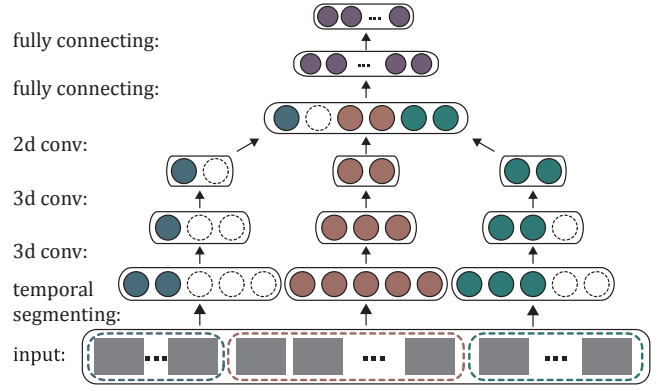 fully connecting:
fully connecting:
2d conv:
3d conv:
3d conv:
temporal
segmenting:
input: